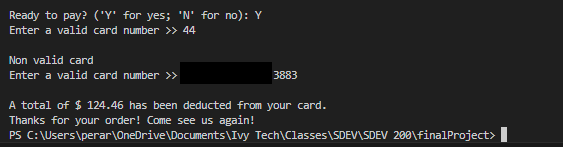 Ready to pay? ('Y' for yes; 'N' for no): Y
Enter a valid card number >> 44
Non valid card
Enter a valid card number >> 3883
A total of $ 124.46 has been deducted from your card.
Thanks for your order! Come see us again!
PS C:\Users\perar\OneDrive\Documents\Ivy Tech\Classes\SDEV\SDEV 200\finalProject>